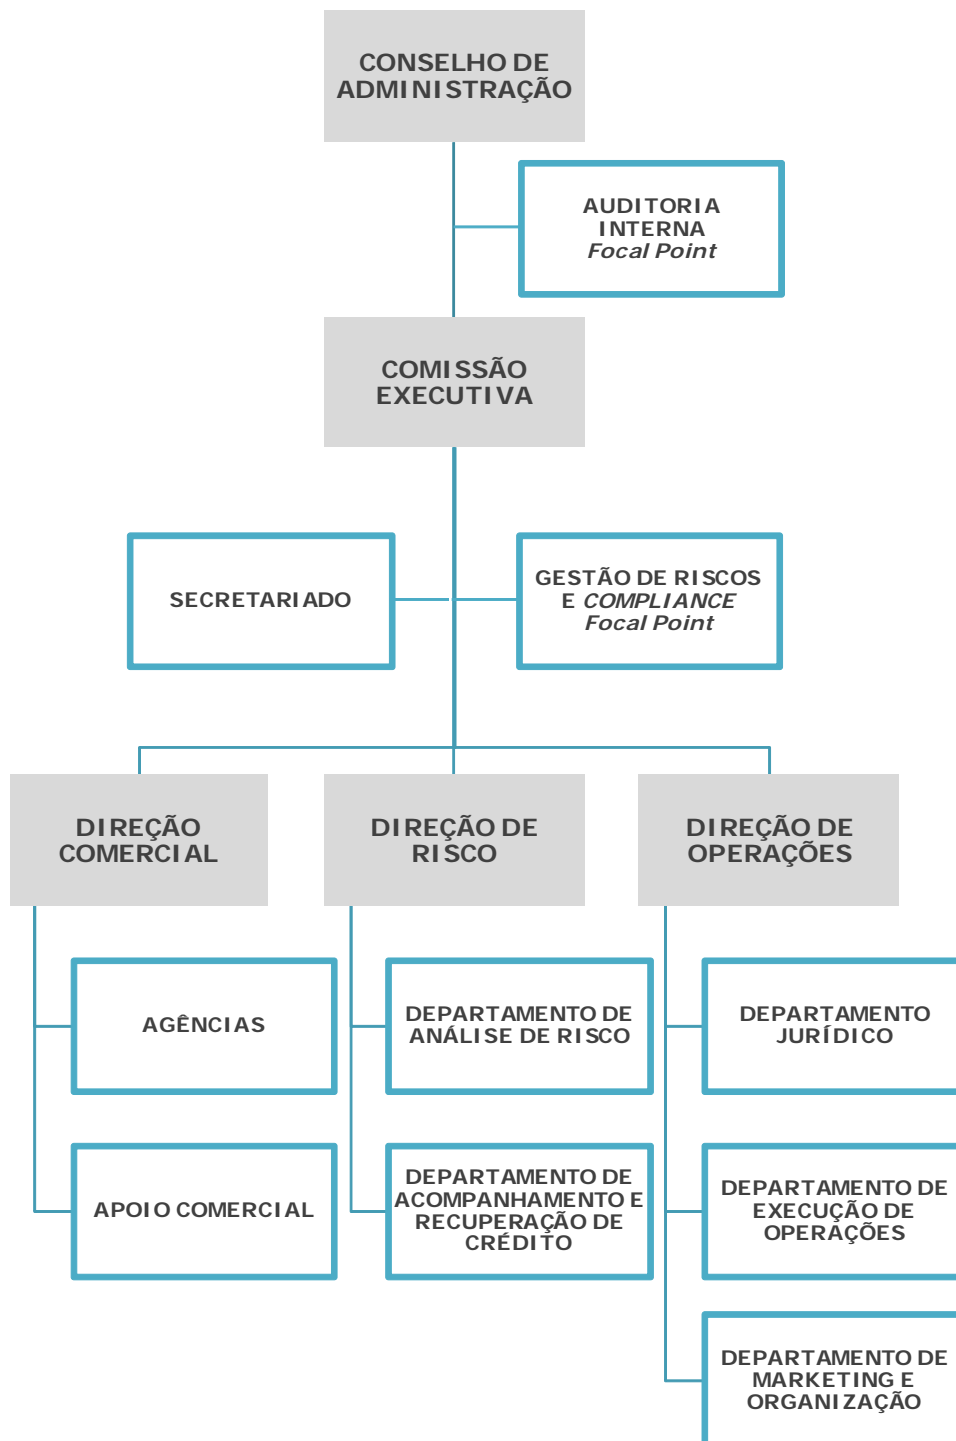 CONSELHO DE
ADMINISTRAÇÃO
AUDITORIA
INTERNA
Focal Point
COMISSÃO
EXECUTIVA
SECRETARIADO
GESTÃO DE RISCOS
E COMPLIANCE
Focal Point
DIREÇÃO
COMERCIAL
DIREÇÃO DE
RISCO
DIREÇÃO DE
OPERAÇÕES
AGÊNCIAS
DEPARTAMENTO DE
ANÁLISE DE RISCO
DEPARTAMENTO
JURÍDICO
APOIO COMERCIAL
DEPARTAMENTO DE
ACOMPANHAMENTO E
RECUPERAÇÃO DE
CRÉDITO
DEPARTAMENTO DE
EXECUÇÃO DE
OPERAÇÕES
DEPARTAMENTO DE
MARKETING E
ORGANIZAÇÃO